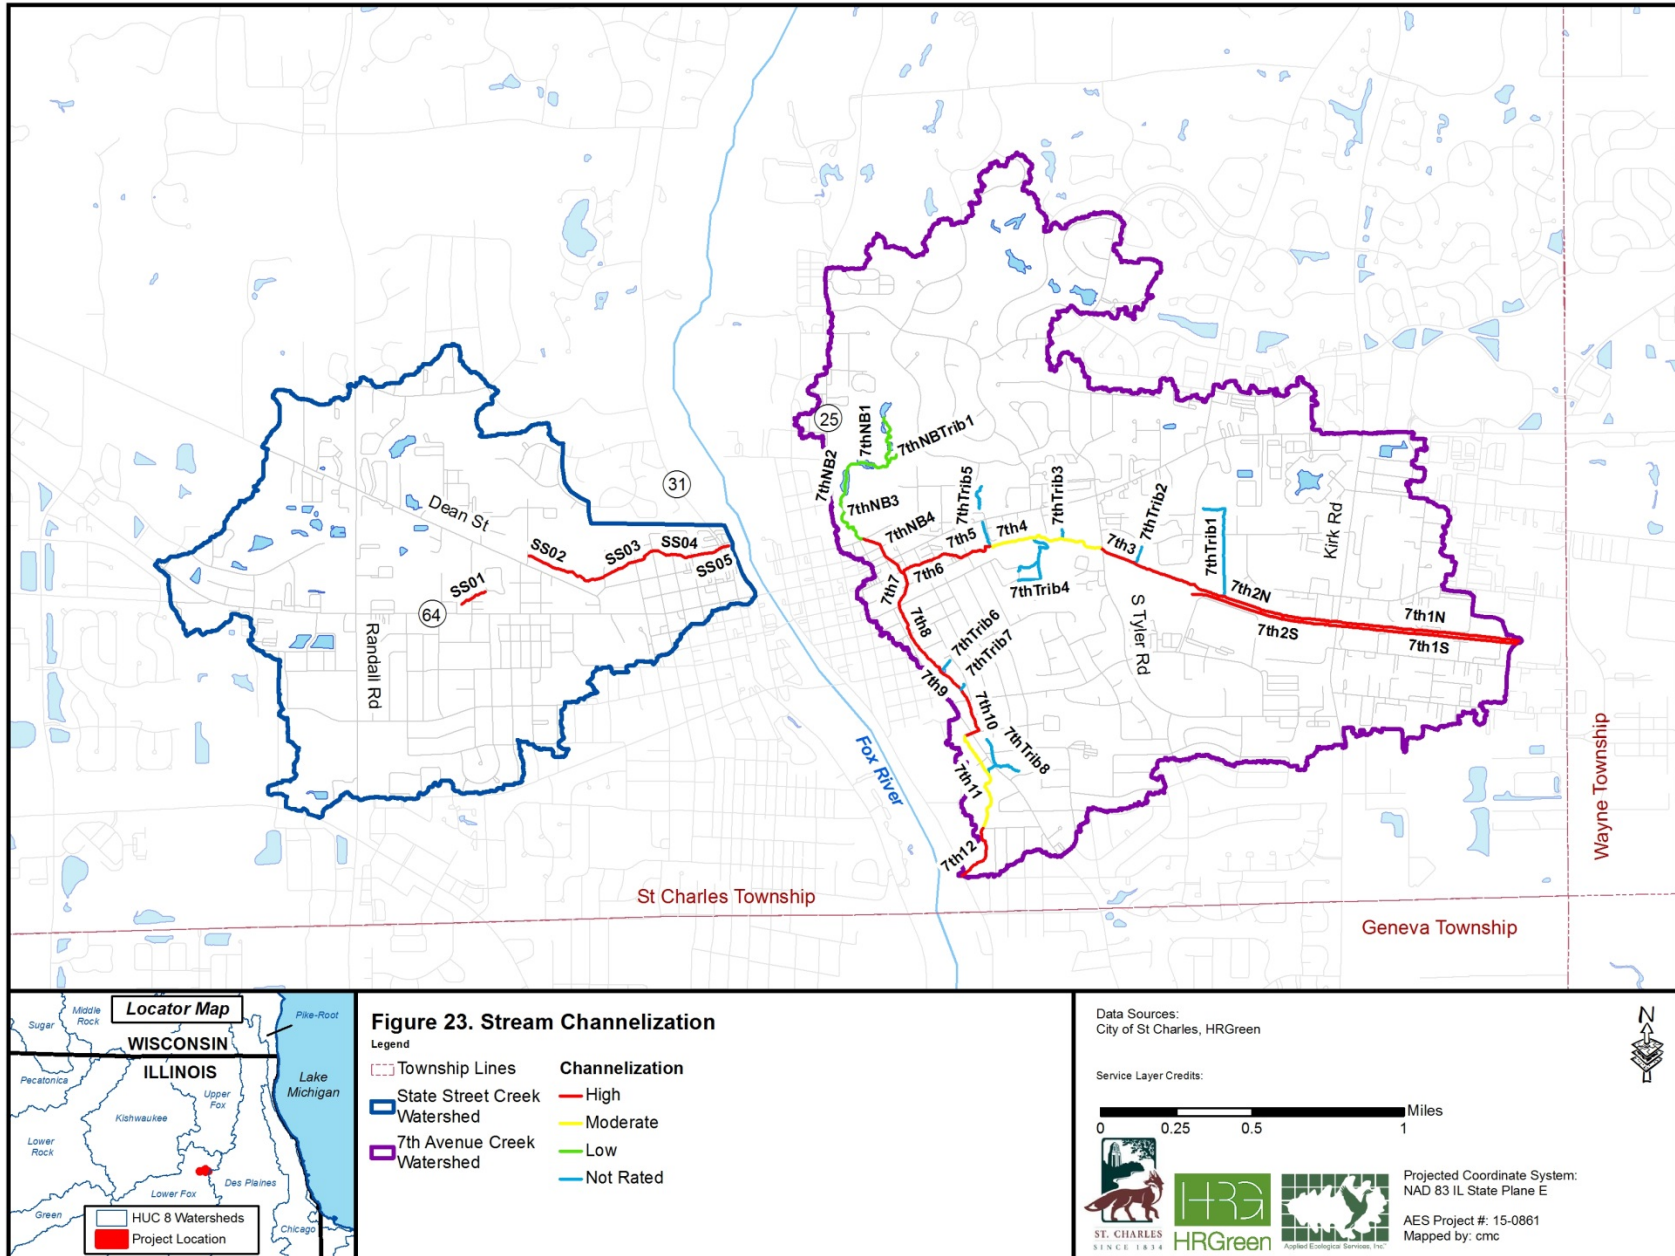 25
7thNB1
7thNBTrib1
7thNB2
7thNB3
7thNB4
7thTrib5
7thTrib3
7th4
7th5
7th6
7th7
7th3
7thTrib2
7thTrib1
Kirk Rd
7thTrib4
7th2N
7th2S
7th1N
7th1S
S Tyler Rd
7th8
7thTrib6
7thTrib7
7th9
7th10
7thTrib8
7th11
7th12
31
Dean St
SS02
SS03
SS04
SS05
SS01
64
Randall Rd
Fox River
St Charles Township
Geneva Township
Wayne Township
Locator Map
WISCONSIN
ILLINOIS
Sugar
Middle
Rock
Pike-Root
Pecatonica
Kishwaukee
Upper
Fox
Lake
Michigan
Lower
Rock
Lower Fox
Des Plaines
Green
Chicago
HUC 8 Watersheds
Project Location
Figure 23. Stream Channelization
Legend
Township Lines
State Street Creek
Watershed
7th Avenue Creek
Watershed
Channelization
High
Moderate
Low
Not Rated
Data Sources:
City of St Charles, HRGreen
Service Layer Credits:
N
Miles
0 0.25 0.5 1
ST. CHARLES
SINCE 1834
HRG
HRGreen
Applied Ecological Services, Inc.
Projected Coordinate System:
NAD 83 IL State Plane E
AES Project #: 15-0861
Mapped by: cmc